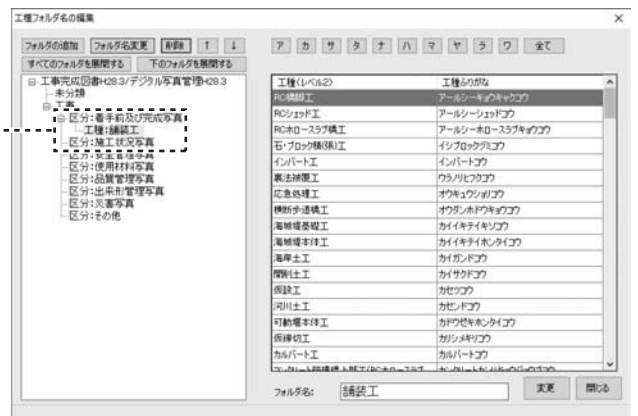 工種フォルダ名の編集
×
フォルダの追加 フォルダ名変更 削除 ↑ ↓
すべてのフォルダを展開する 下のフォルダを展開する
工事完成図書H28.3/デジタル写真管理H28.3
未分類
工事
区分:着手前及び完成写真
工種:舗装工
区分:施工状況写真
区分:安全管理写真
区分:使用材料写真
区分:品質管理写真
区分:出来形管理写真
区分:災害写真
区分:その他
ア カ サ タ ナ ハ マ ヤ ラ ワ 全て
工種(レベル2) 工種ふりがな
RC橋脚工 アールシーキョウキャクコウ
RCシェッド工 アールシーシェッドコウ
RCホロースラブ橋工 アールシーホロースラブキョウコウ
石・ブロック積(張)工 イシブロックヅミコウ
インバート工 インバートコウ
裏法被覆工 ウラノリヒフクコウ
応急処理工 オウキュウショリコウ
横断歩道橋工 オウダンホドウキョウコウ
海域堤基礎工 カイイキテイキソコウ
海域堤本体工 カイイキテイホンタイコウ
海岸土工 カイガンドコウ
開削土工 カイサクドコウ
仮設工 カセツコウ
河川土工 カセンドコウ
可動堰本体工 カドウゼキホンタイコウ
仮締切工 カリシメキリコウ
カルバート工 カルバートコウ
フォルダ名: 舗装工 変更 閉じる